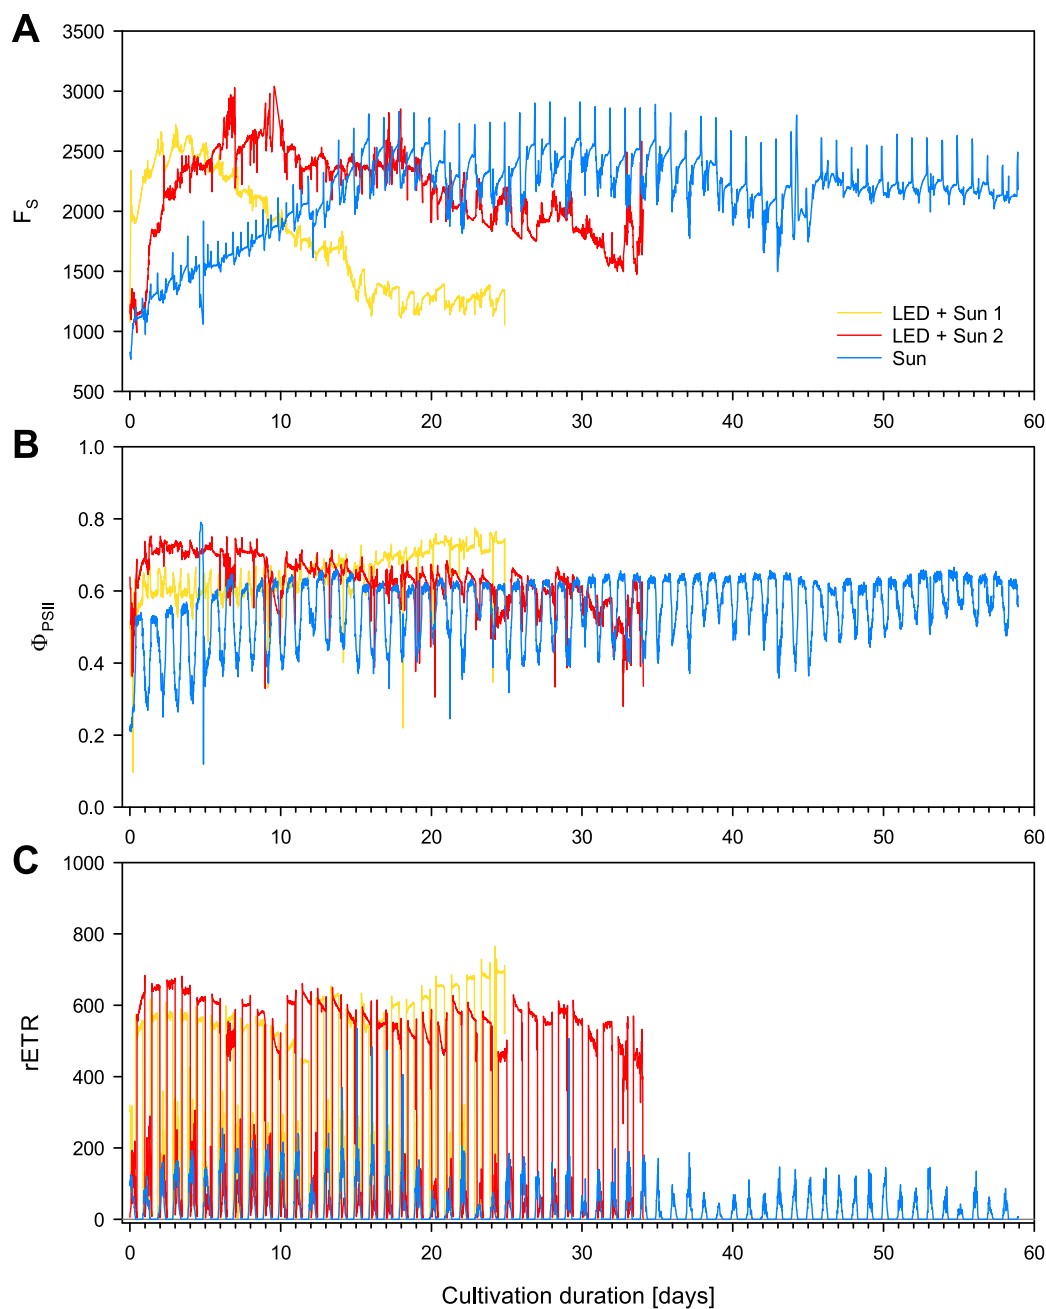 A
3500
3000
2500
2000
1500
1000
500
F_S
LED + Sun 1
LED + Sun 2
Sun
0 10 20 30 40 50 60
B
1.0
0.8
0.6
0.4
0.2
0.0
Φ_PSII
0 10 20 30 40 50 60
C
1000
800
600
400
200
0
rETR
0 10 20 30 40 50 60
Cultivation duration [days]